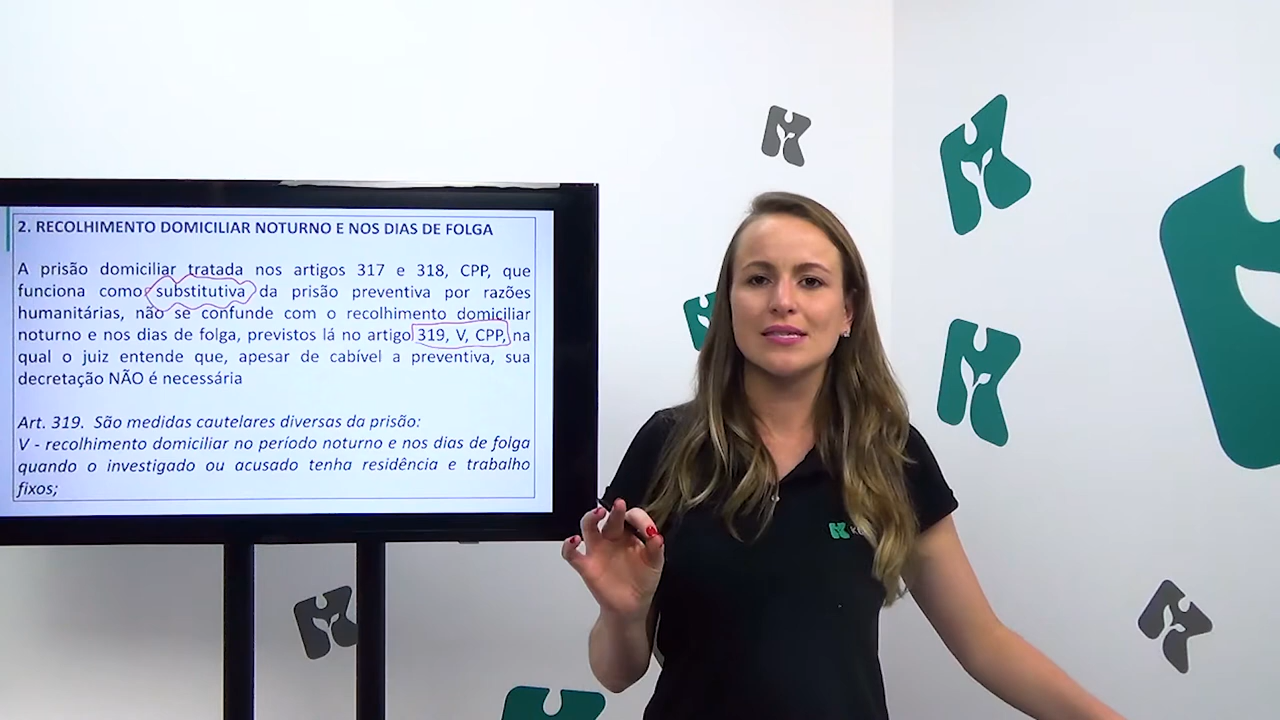 2. RECOLHIMENTO DOMICILIAR NOTURNO E NOS DIAS DE FOLGA
A prisão domiciliar tratada nos artigos 317 e 318, CPP, que
funciona como substitutiva da prisão preventiva por razões
humanitárias, não se confunde com o recolhimento domiciliar
noturno e nos dias de folga, previstos lá no artigo 319, V, CPP, na
qual o juiz entende que, apesar de cabível a preventiva, sua
decretação NÃO é necessária
Art. 319. São medidas cautelares diversas da prisão:
V - recolhimento domiciliar no período noturno e nos dias de folga
quando o investigado ou acusado tenha residência e trabalho
fixos;